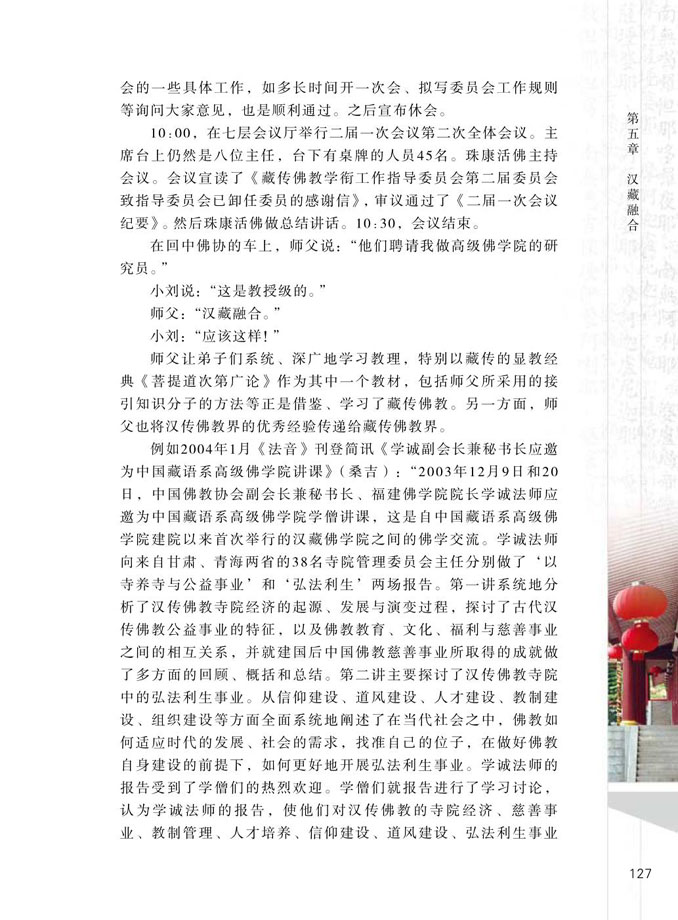 会的一些具体工作，如多长时间开一次会、拟写委员会工作规则
等询问大家意见，也是顺利通过。之后宣布休会。
10:00，在七层会议厅举行二届一次会议第二次全体会议。主
席台上仍然是八位主任，台下有桌牌的人员45名。珠康活佛主持
会议。会议宣读了《藏传佛教学衔工作指导委员会第二届委员会
致指导委员会已卸任委员的感谢信》，审议通过了《二届一次会议
纪要》。然后珠康活佛做总结讲话。10:30，会议结束。
在回中佛协的车上，师父说：“他们聘请我做高级佛学院的研
究员。”
小刘说：“这是教授级的。”
师父：“汉藏融合。”
小刘：“应该这样！”
师父让弟子们系统、深广地学习教理，特别以藏传的显教经
典《菩提道次第广论》作为其中一个教材，包括师父所采用的接
引知识分子的方法等正是借鉴、学习了藏传佛教。另一方面，师
父也将汉传佛教界的优秀经验传递给藏传佛教界。
例如2004年1月《法音》刊登简讯《学诚副会长兼秘书长应邀
为中国藏语系高级佛学院讲课》（桑吉）：“2003年12月9日和20
日，中国佛教协会副会长兼秘书长、福建佛学院院长学诚法师应
邀为中国藏语系高级佛学院学僧讲课，这是自中国藏语系高级佛
学院建院以来首次举行的汉藏佛学院之间的佛学交流。学诚法师
向来自甘肃、青海两省的38名寺院管理委员会主任分别做了‘以
寺养寺与公益事业’和‘弘法利生’两场报告。第一讲系统地分
析了汉传佛教寺院经济的起源、发展与演变过程，探讨了古代汉
传佛教公益事业的特征，以及佛教教育、文化、福利与慈善事业
之间的相互关系，并就建国后中国佛教慈善事业所取得的成就做
了多方面的回顾、概括和总结。第二讲主要探讨了汉传佛教寺院
中的弘法利生事业。从信仰建设、道风建设、人才建设、教制建
设、组织建设等方面全面系统地阐述了在当代社会之中，佛教如
何适应时代的发展、社会的需求，找准自己的位子，在做好佛教
自身建设的前提下，如何更好地开展弘法利生事业。学诚法师的
报告受到了学僧们的热烈欢迎。学僧们就报告进行了学习讨论，
认为学诚法师的报告，使他们对汉传佛教的寺院经济、慈善事
业、教制管理、人才培养、信仰建设、道风建设、弘法利生事业
第五章 汉藏融合
127